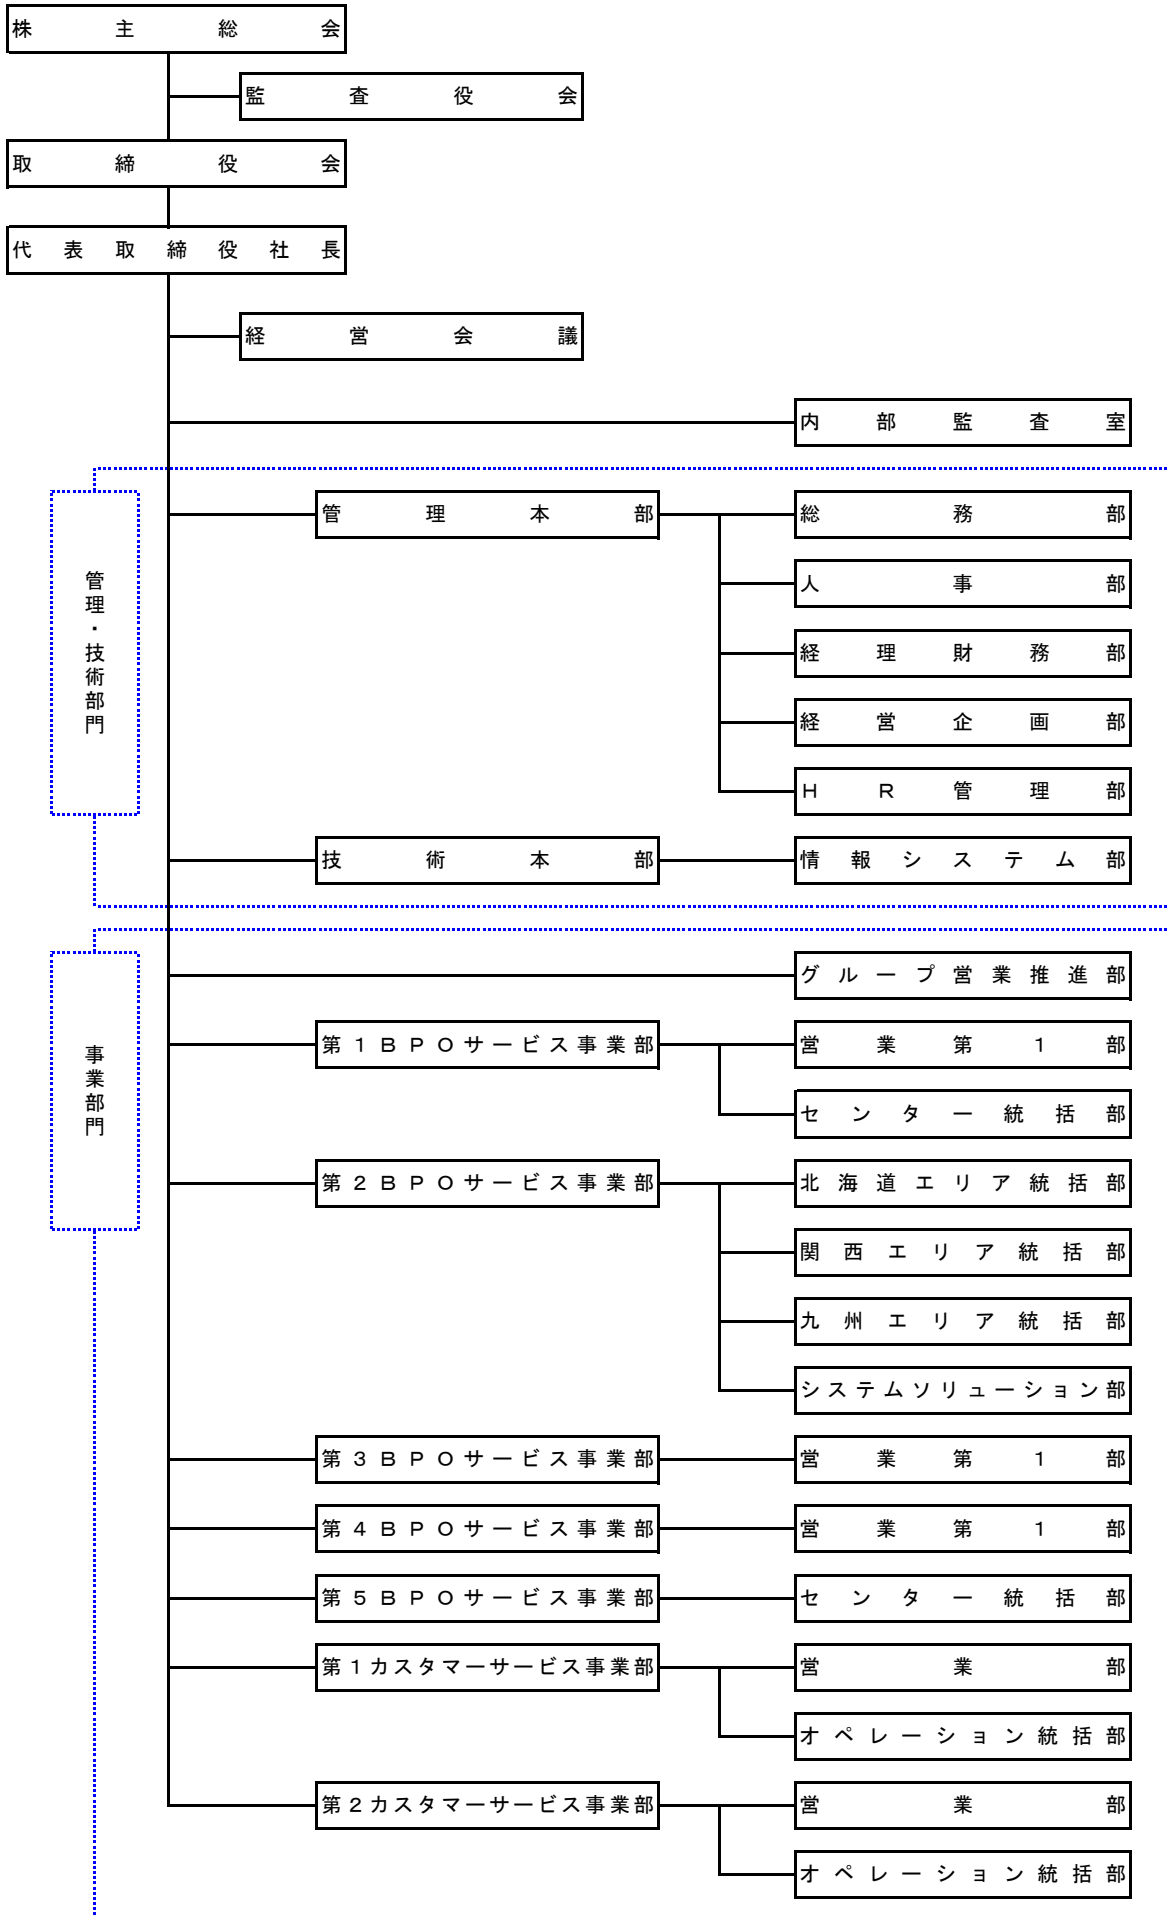 株主総会
監査役会
取締役会
代表取締役社長
経営会議
内部監査室
管理・技術部門
管理本部
総務部
人事部
経理財務部
経営企画部
ＨＲ管理部
技術本部
情報システム部
事業部門
グループ営業推進部
第１ＢＰＯサービス事業部
営業第１部
センター統括部
第２ＢＰＯサービス事業部
北海道エリア統括部
関西エリア統括部
九州エリア統括部
システムソリューション部
第３ＢＰＯサービス事業部
営業第１部
第４ＢＰＯサービス事業部
営業第１部
第５ＢＰＯサービス事業部
センター統括部
第１カスタマーサービス事業部
営業部
オペレーション統括部
第２カスタマーサービス事業部
営業部
オペレーション統括部